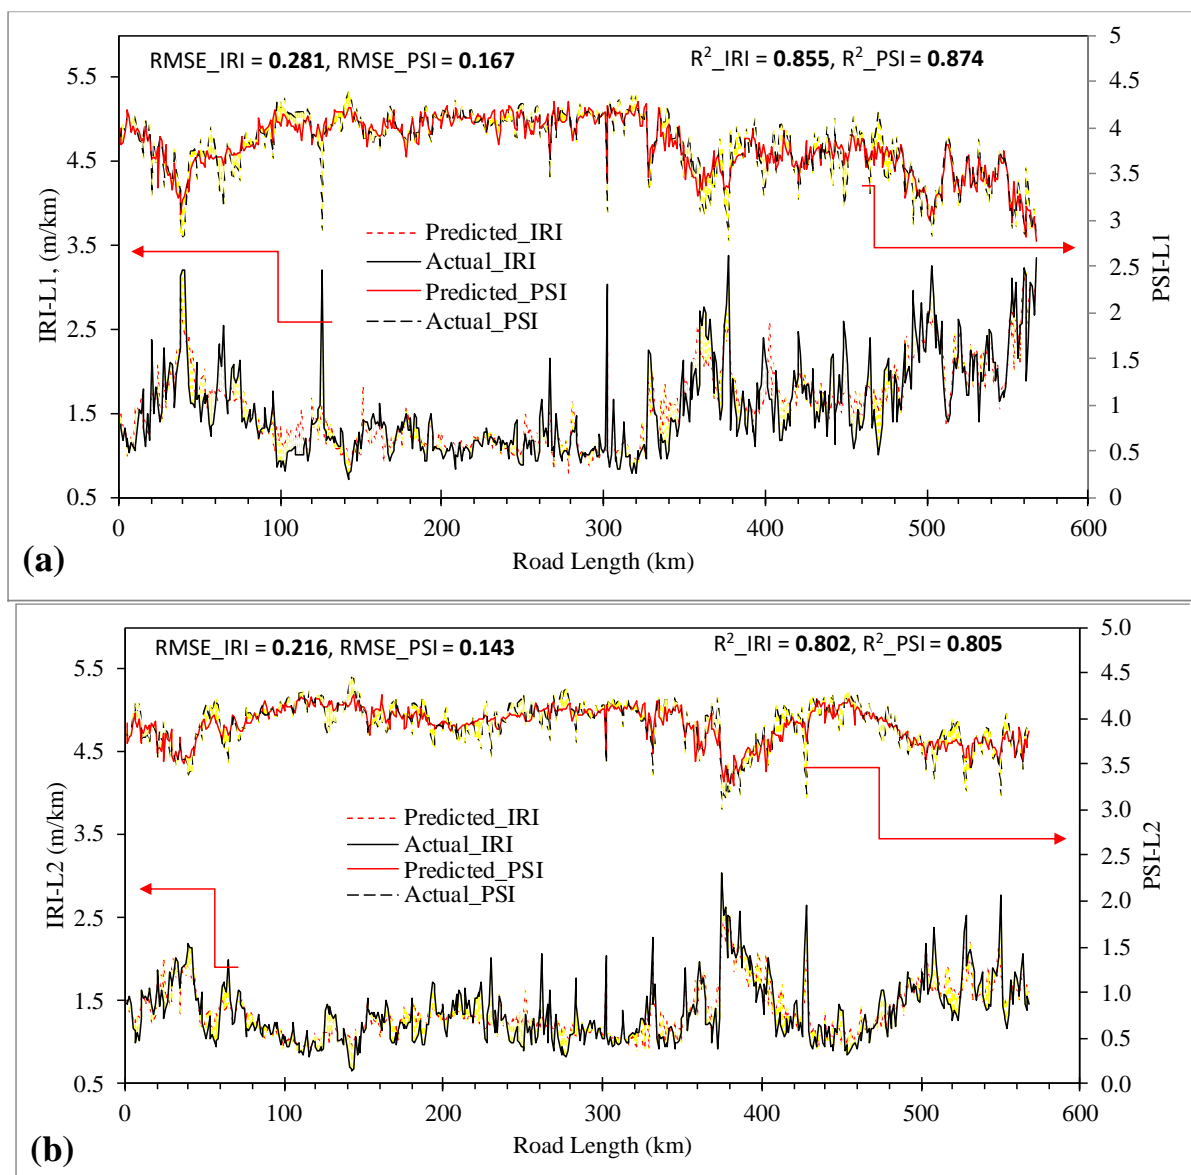 RMSE_IRI = 0.281, RMSE_PSI = 0.167
R²_IRI = 0.855, R²_PSI = 0.874
IRI-L1, (m/km)
5.5
4.5
3.5
2.5
1.5
0.5
Predicted_IRI
Actual_IRI
Predicted_PSI
Actual_PSI
5
4.5
4
3.5
3
2.5
2
1.5
1
0.5
0
PSI-L1
0 100 200 300 400 500 600
Road Length (km)
(a)
RMSE_IRI = 0.216, RMSE_PSI = 0.143
R²_IRI = 0.802, R²_PSI = 0.805
IRI-L2 (m/km)
5.5
4.5
3.5
2.5
1.5
0.5
Predicted_IRI
Actual_IRI
Predicted_PSI
Actual_PSI
5.0
4.5
4.0
3.5
3.0
2.5
2.0
1.5
1.0
0.5
0.0
PSI-L2
0 100 200 300 400 500 600
Road Length (km)
(b)